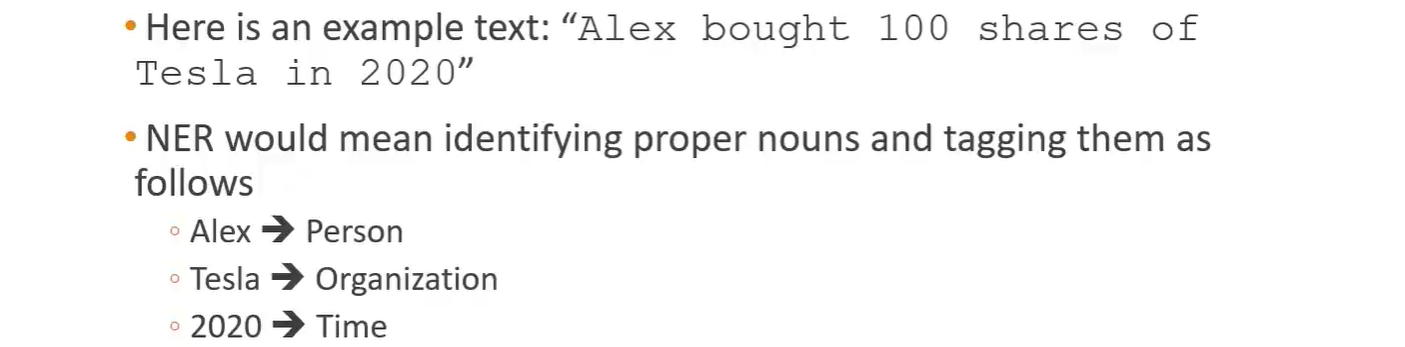 • Here is an example text: “Alex bought 100 shares of
Tesla in 2020”
• NER would mean identifying proper nouns and tagging them as
follows
◦ Alex ➔ Person
◦ Tesla ➔ Organization
◦ 2020 ➔ Time